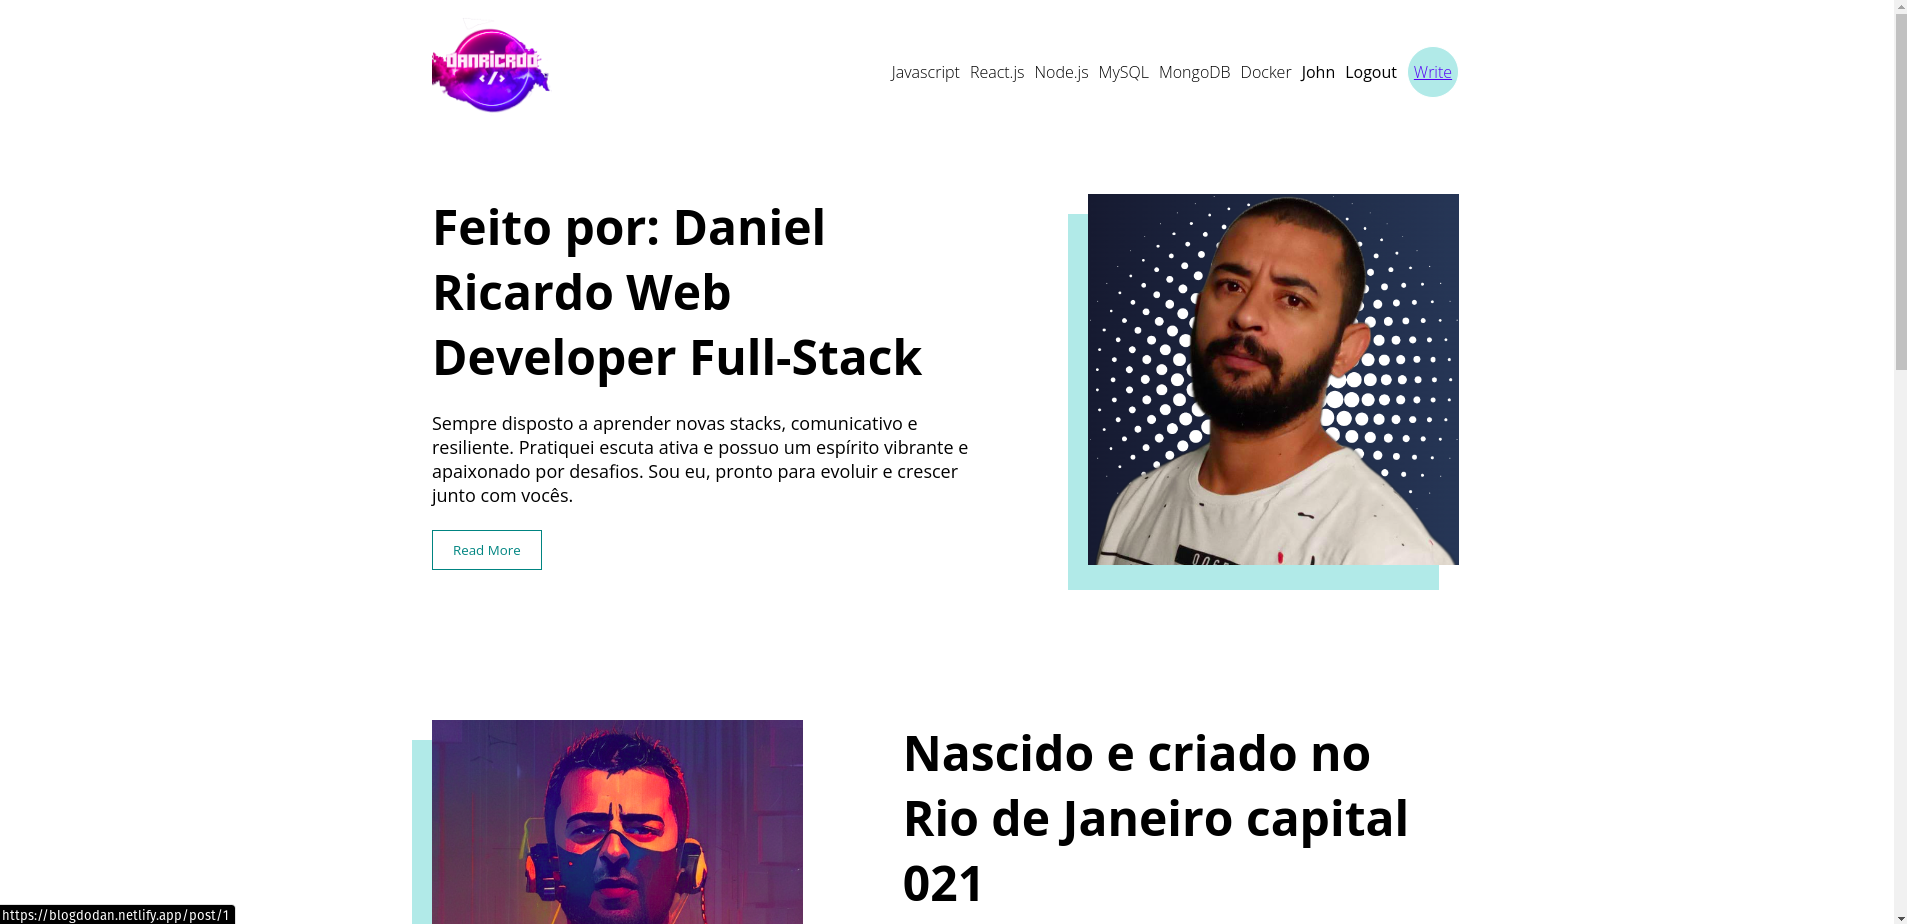 DANRICARDO
</>
Javascript React.js Node.js MySQL MongoDB Docker John Logout Write
Feito por: Daniel
Ricardo Web
Developer Full-Stack
Sempre disposto a aprender novas stacks, comunicativo e
resiliente. Pratiquei escuta ativa e possuo um espírito vibrante e
apaixonado por desafios. Sou eu, pronto para evoluir e crescer
junto com vocês.
Read More
Nascido e criado no
Rio de Janeiro capital
021
https://blogdodan.netlify.app/post/1